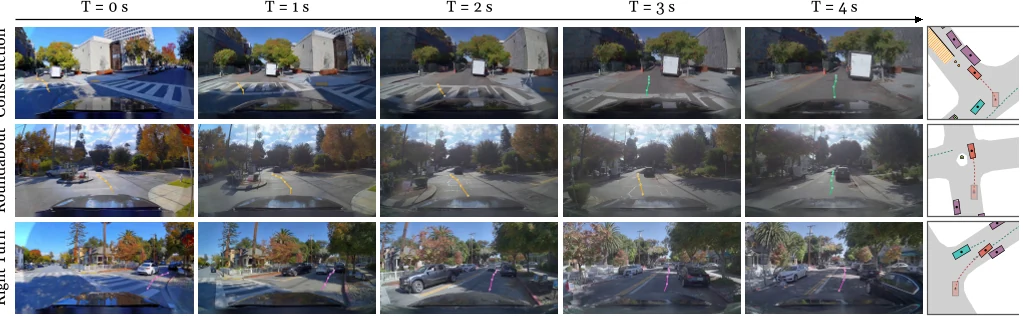 T = 0 s T = 1 s T = 2 s T = 3 s T = 4 s
Construction
Roundabout
Right Turn